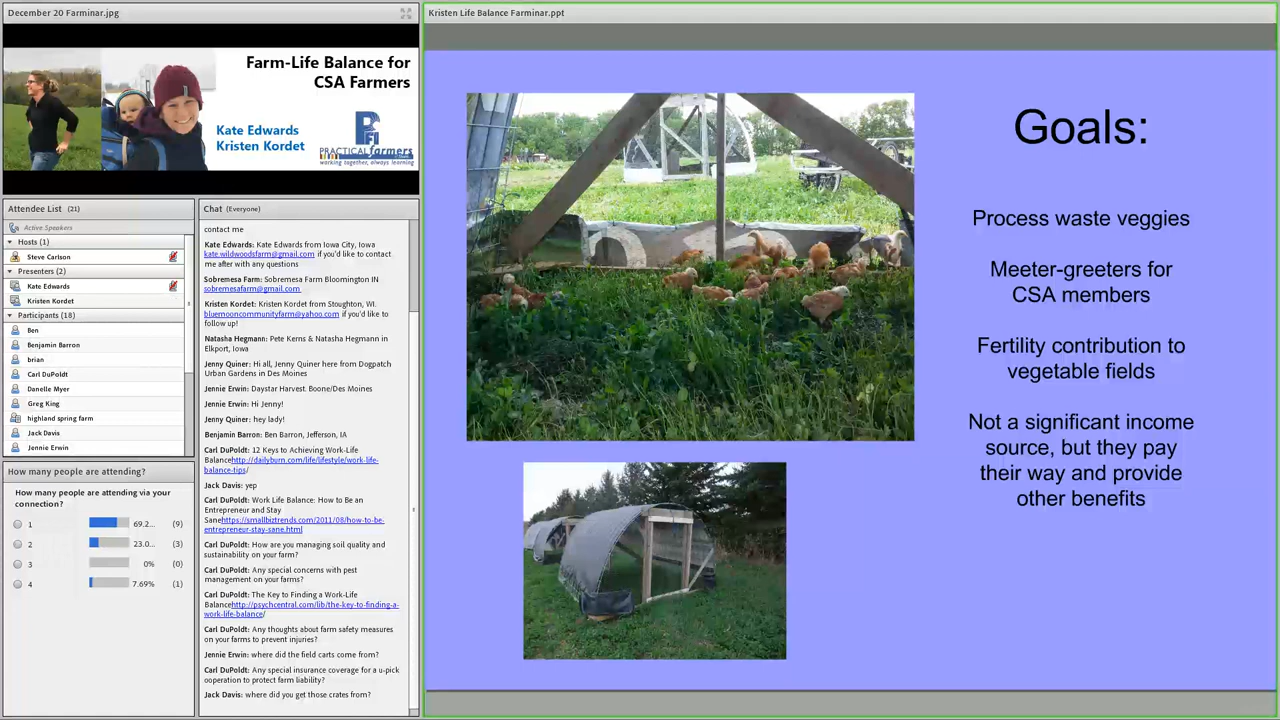 December 20 Farminar.jpg
Farm-Life Balance for
CSA Farmers
Kate Edwards
Kristen Kordet
PRACTICAL farmers
working together, always learning
Attendee List (21)
Active Speakers
Hosts (1)
Steve Carlson
Presenters (2)
Kate Edwards
Kristen Kordet
Participants (18)
Ben
Benjamin Barron
brian
Carl DuPoldt
Danelle Myer
Greg King
highland spring farm
Jack Davis
Jennie Erwin
How many people are attending?
How many people are attending via your
connection?
1 69.2... (9)
2 23.0... (3)
3 0% (0)
4 7.69% (1)
Chat (Everyone)
contact me
Kate Edwards: Kate Edwards from Iowa City, Iowa
kate.wildwoodsfarm@gmail.com if you'd like to contact
me after with any questions
Sobremesa Farm: Sobremesa Farm Bloomington IN
sobremesafarm@gmail.com
Kristen Kordet: Kristen Kordet from Stoughton, WI.
bluemooncommunityfarm@yahoo.com if you'd like to
follow up!
Natasha Hegmann: Pete Kerns & Natasha Hegmann in
Elkport, Iowa
Jenny Quiner: Hi all, Jenny Quiner here from Dogpatch
Urban Gardens in Des Moines
Jennie Erwin: Daystar Harvest. Boone/Des Moines
Jennie Erwin: Hi Jenny!
Jenny Quiner: hey lady!
Benjamin Barron: Ben Barron, Jefferson, IA
Carl DuPoldt: 12 Keys to Achieving Work-Life
Balancehttp://dailyburn.com/life/lifestyle/work-life-
balance-tips/
Jack Davis: yep
Carl DuPoldt: Work Life Balance: How to Be an
Entrepreneur and Stay
Sanehttps://smallbiztrends.com/2011/08/how-to-be-
entrepreneur-stay-sane.html
Carl DuPoldt: How are you managing soil quality and
sustainability on your farm?
Carl DuPoldt: Any special concerns with pest
management on your farms?
Carl DuPoldt: The Key to Finding a Work-Life
Balancehttp://psychcentral.com/lib/the-key-to-finding-a-
work-life-balance/
Carl DuPoldt: Any thoughts about farm safety measures
on your farms to prevent injuries?
Jennie Erwin: where did the field carts come from?
Carl DuPoldt: Any special insurance coverage for a u-pick
ooperation to protect farm liability?
Jack Davis: where did you get those crates from?
Kristen Life Balance Farminar.ppt
Goals:
Process waste veggies
Meeter-greeters for
CSA members
Fertility contribution to
vegetable fields
Not a significant income
source, but they pay
their way and provide
other benefits